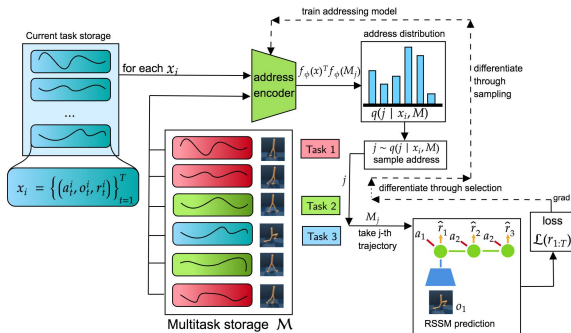 train addressing model
Current task storage
...
for each x_i
address
encoder
f_ϕ(x)^T f_ϕ(M_j)
address distribution
q(j | x_i, M)
differentiate
through
sampling
x_i = {(a_t^i, o_t^i, r_t^i)}_{t=1}^T
Task 1
Task 2
Task 3
j ~ q(j | x_i, M)
sample address
j
differentiate through selection
grad
M_j
take j-th
trajectory
loss
ℒ(r_{1:T})
r̂_1 r̂_2 r̂_3
a_1 a_2 a_2
o_1
RSSM prediction
Multitask storage ℳ